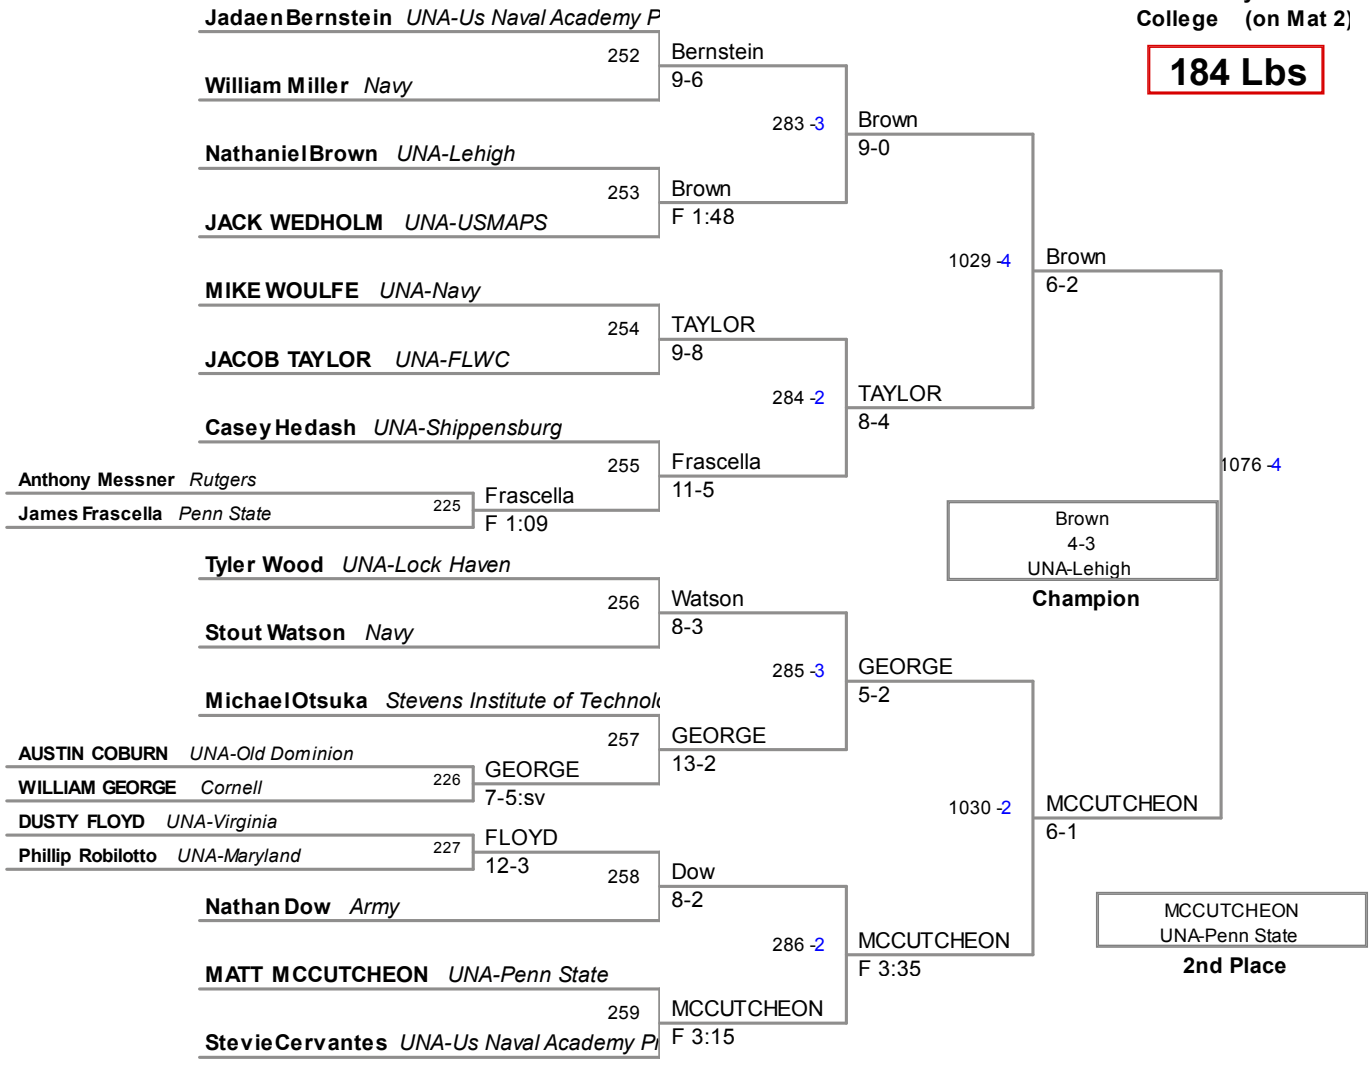 Jadaen Bernstein UNA-Us Naval Academy P
College (on Mat 2)
252 Bernstein
9-6
184 Lbs
William Miller Navy
283 -3 Brown
9-0
Nathaniel Brown UNA-Lehigh
253 Brown
F 1:48
JACK WEDHOLM UNA-USMAPS
1029 -4 Brown
6-2
MIKE WOULFE UNA-Navy
254 TAYLOR
9-8
JACOB TAYLOR UNA-FLWC
284 -2 TAYLOR
8-4
Casey Hedash UNA-Shippensburg
255 Frascella
11-5
1076 -4
Anthony Messner Rutgers
225 Frascella
F 1:09
James Frascella Penn State
Brown
4-3
UNA-Lehigh
Champion
Tyler Wood UNA-Lock Haven
256 Watson
8-3
Stout Watson Navy
285 -3 GEORGE
5-2
Michael Otsuka Stevens Institute of Technolo
257 GEORGE
13-2
AUSTIN COBURN UNA-Old Dominion
226 GEORGE
7-5:sv
WILLIAM GEORGE Cornell
1030 -2 MCCUTCHEON
6-1
DUSTY FLOYD UNA-Virginia
227 FLOYD
12-3
Phillip Robilotto UNA-Maryland
258 Dow
8-2
Nathan Dow Army
MCCUTCHEON
UNA-Penn State
2nd Place
286 -2 MCCUTCHEON
F 3:35
MATT MCCUTCHEON UNA-Penn State
259 MCCUTCHEON
F 3:15
Stevie Cervantes UNA-Us Naval Academy P